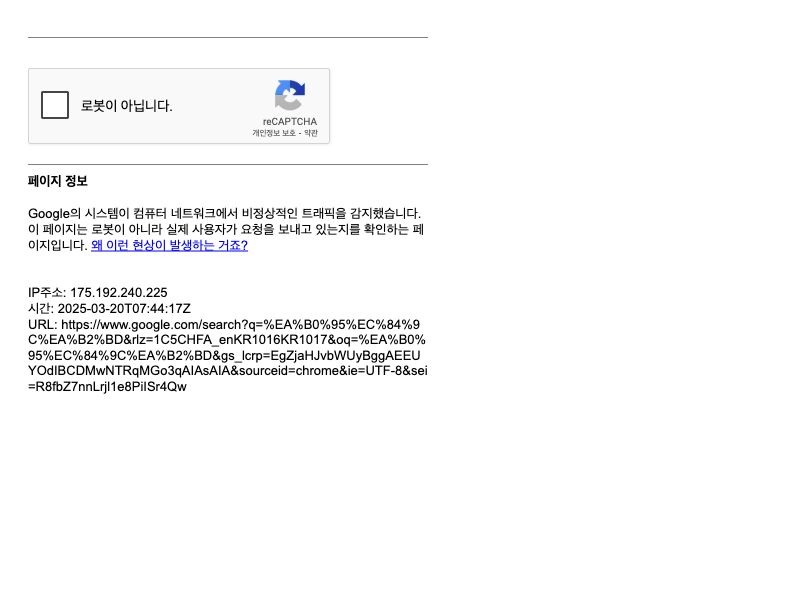 로봇이 아닙니다.
reCAPTCHA
개인정보 보호 - 약관
페이지 정보
Google의 시스템이 컴퓨터 네트워크에서 비정상적인 트래픽을 감지했습니다.
이 페이지는 로봇이 아니라 실제 사용자가 요청을 보내고 있는지를 확인하는 페
이지입니다. 왜 이런 현상이 발생하는 거죠?
IP주소: 175.192.240.225
시간: 2025-03-20T07:44:17Z
URL: https://www.google.com/search?q=%EA%B0%95%EC%84%9
C%EA%B2%BD&rlz=1C5CHFA_enKR1016KR1017&oq=%EA%B0%
95%EC%84%9C%EA%B2%BD&gs_lcrp=EgZjaHJvbWUyBggAEEU
YOdIBCDMwNTRqMGo3qAIAsAIA&sourceid=chrome&ie=UTF-8&sei
=R8fbZ7nnLrjl1e8PiISr4Qw